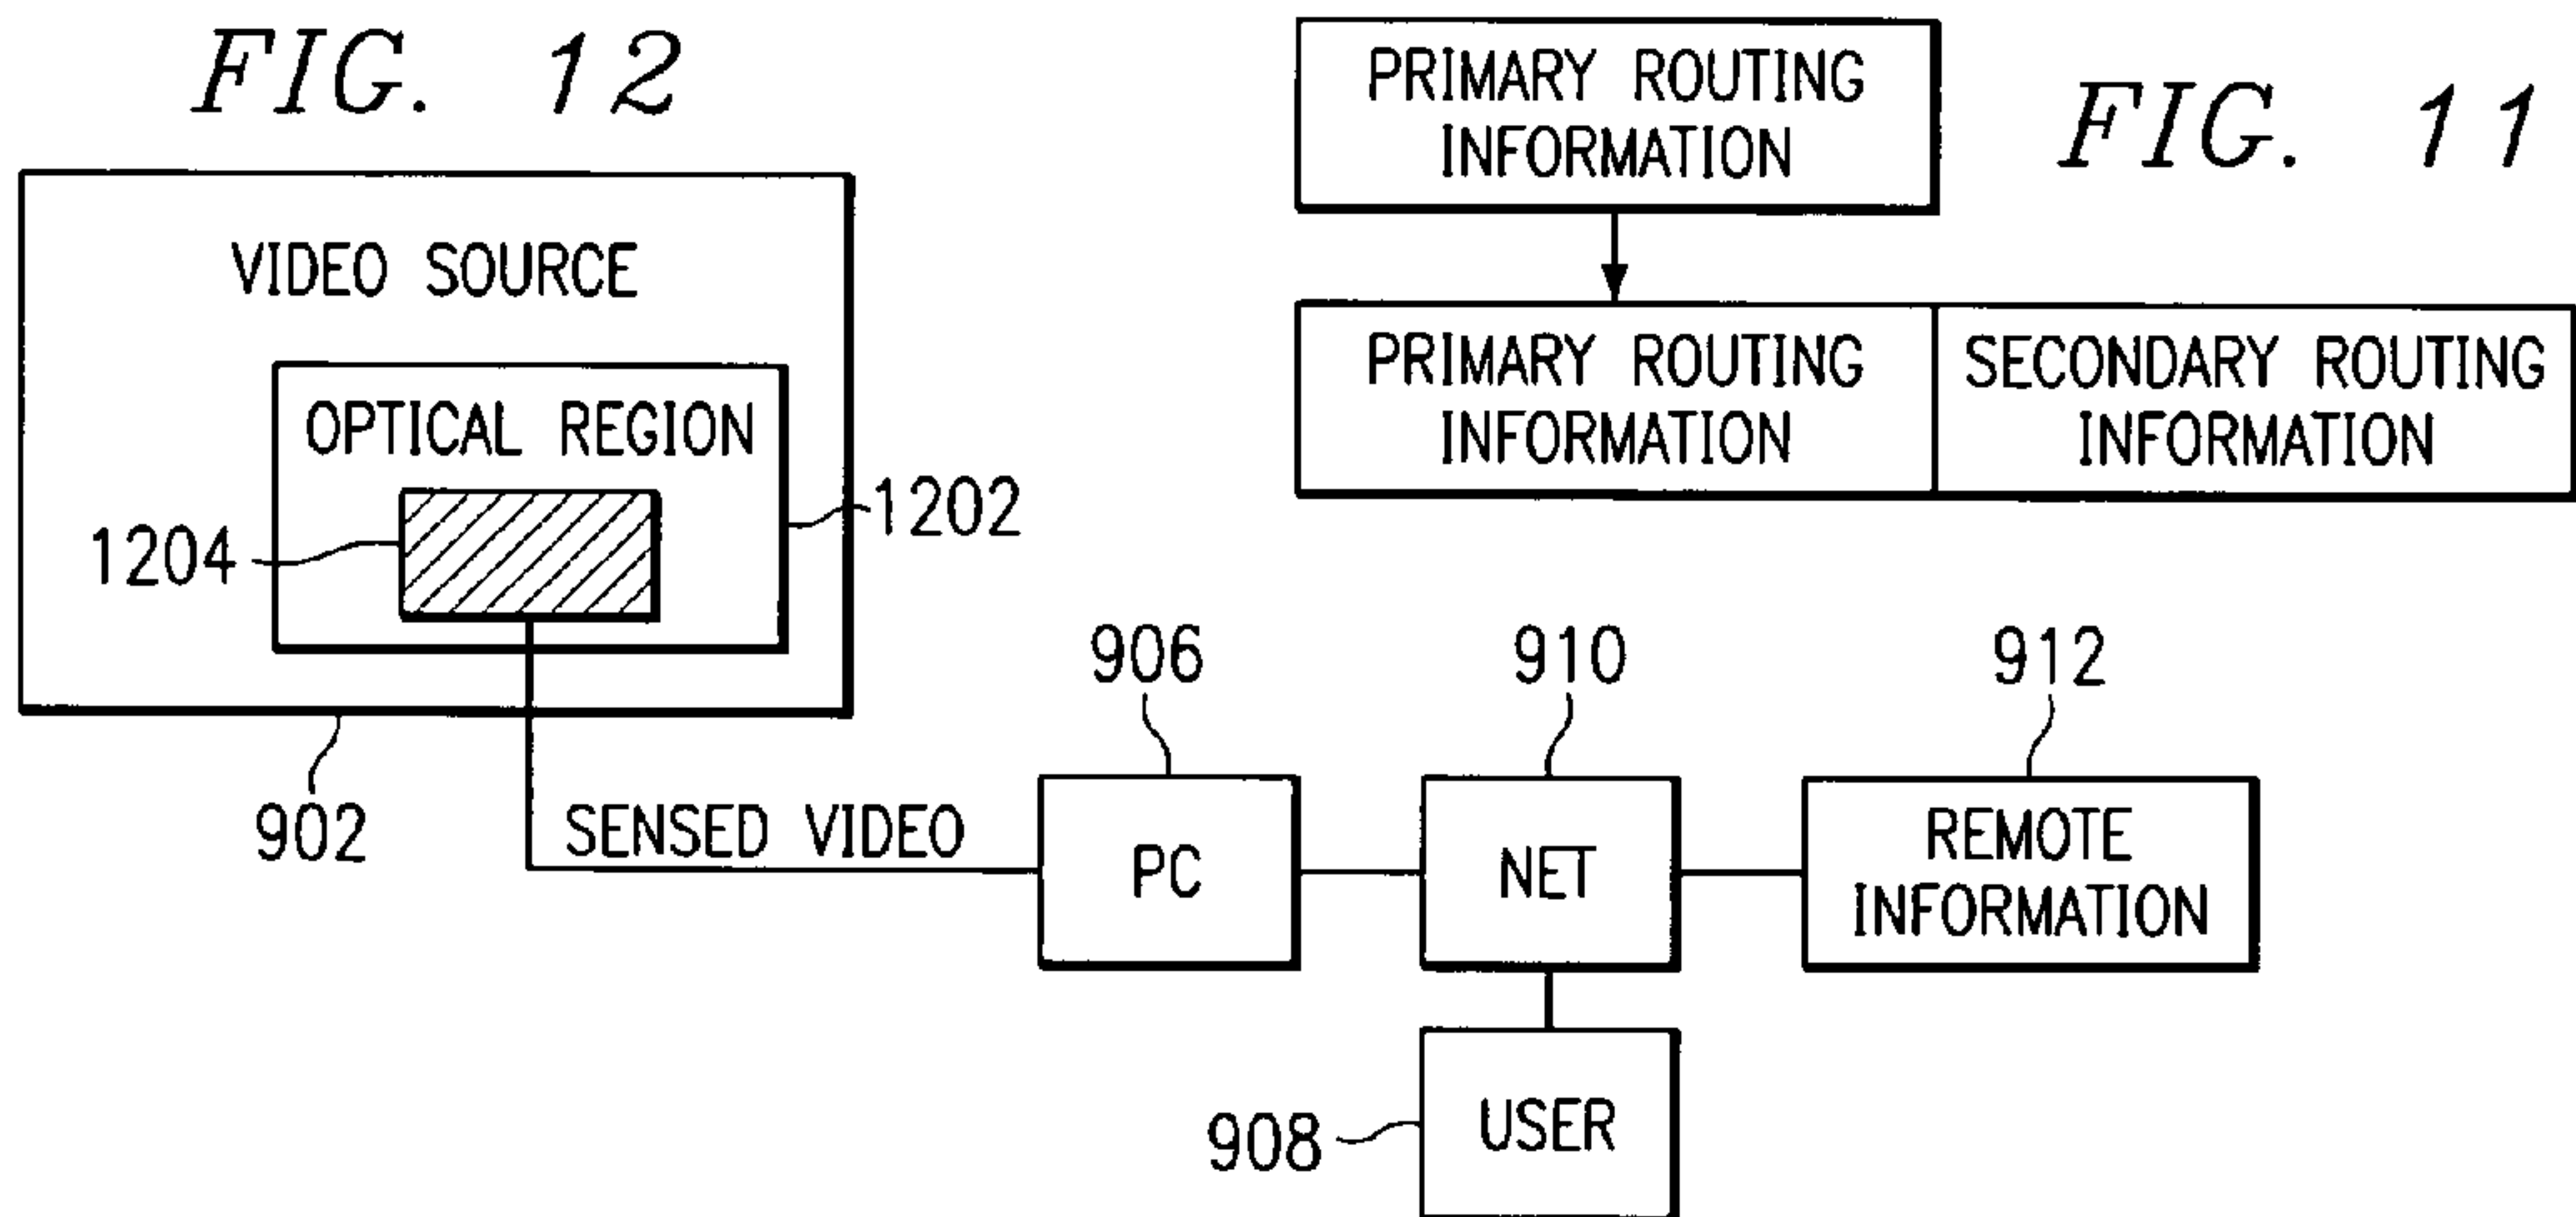 FIG. 12
VIDEO SOURCE
OPTICAL REGION
1202
1204
902
SENSED VIDEO
906
PC
910
NET
912
REMOTE
INFORMATION
908
USER
FIG. 11
PRIMARY ROUTING
INFORMATION
PRIMARY ROUTING
INFORMATION
SECONDARY ROUTING
INFORMATION